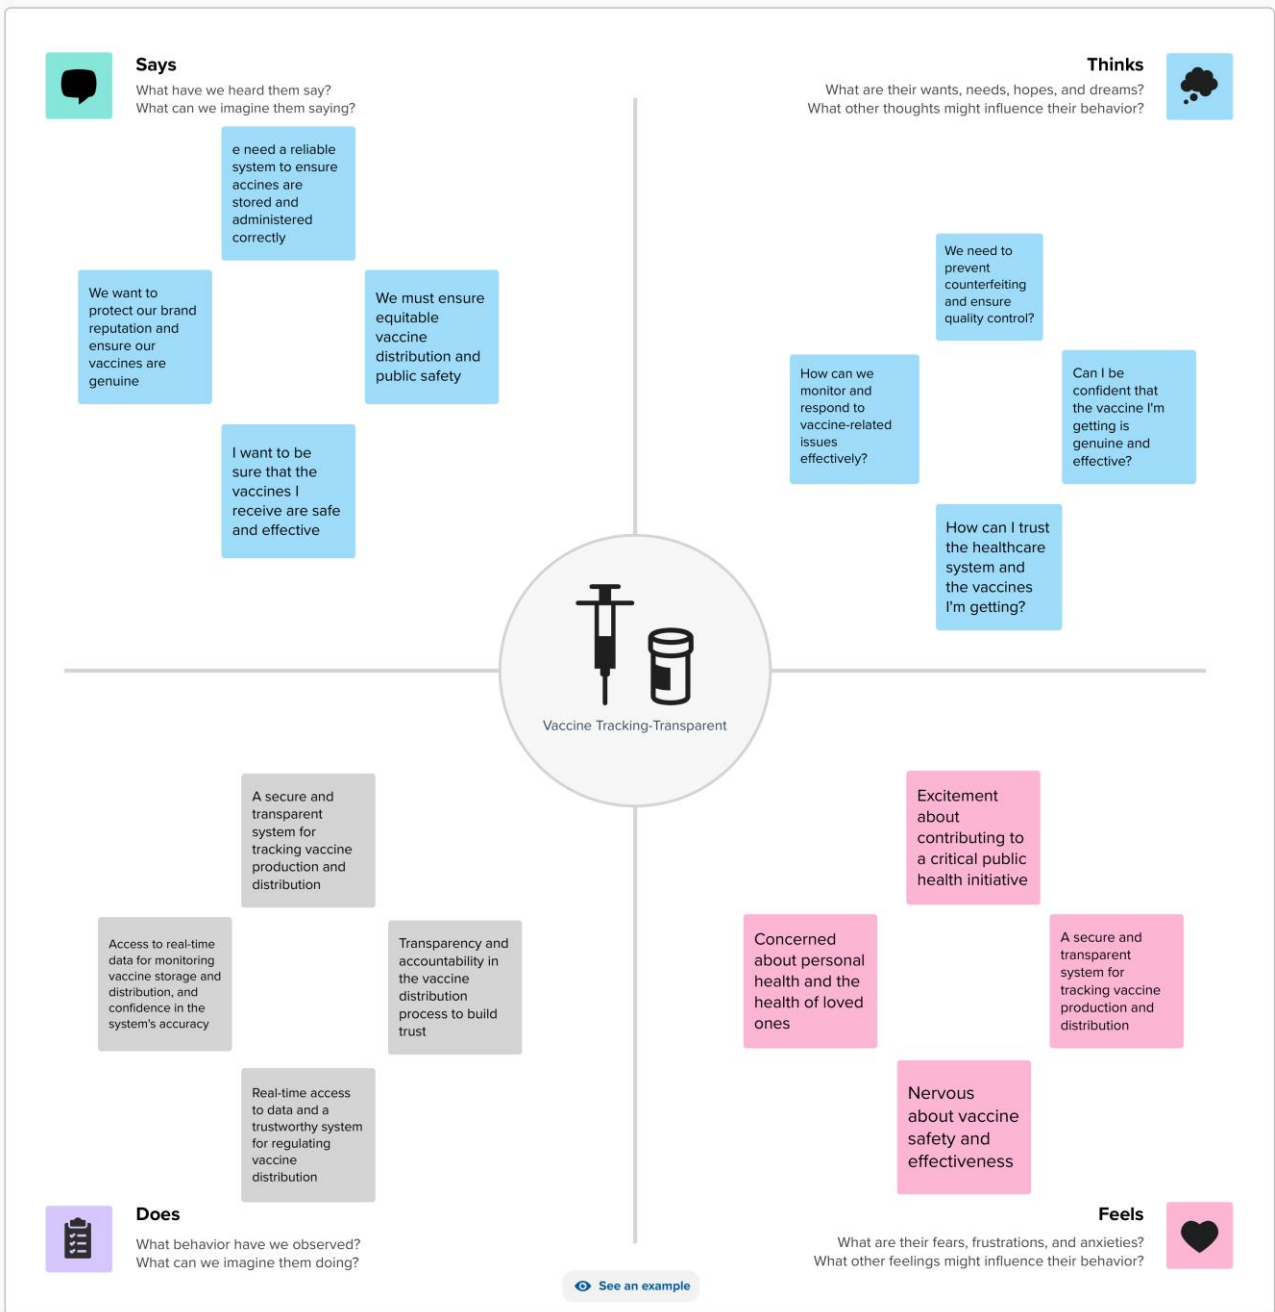 Says
What have we heard them say?
What can we imagine them saying?
e need a reliable
system to ensure
accines are
stored and
administered
correctly
We want to
protect our brand
reputation and
ensure our
vaccines are
genuine
We must ensure
equitable
vaccine
distribution and
public safety
I want to be
sure that the
vaccines I
receive are safe
and effective
Thinks
What are their wants, needs, hopes, and dreams?
What other thoughts might influence their behavior?
We need to
prevent
counterfeiting
and ensure
quality control?
How can we
monitor and
respond to
vaccine-related
issues
effectively?
Can I be
confident that
the vaccine I'm
getting is
genuine and
effective?
How can I trust
the healthcare
system and
the vaccines
I'm getting?
Vaccine Tracking-Transparent
A secure and
transparent
system for
tracking vaccine
production and
distribution
Access to real-time
data for monitoring
vaccine storage and
distribution, and
confidence in the
system's accuracy
Transparency and
accountability in
the vaccine
distribution
process to build
trust
Real-time access
to data and a
trustworthy system
for regulating
vaccine
distribution
Does
What behavior have we observed?
What can we imagine them doing?
Excitement
about
contributing to
a critical public
health initiative
Concerned
about personal
health and the
health of loved
ones
A secure and
transparent
system for
tracking vaccine
production and
distribution
Nervous
about vaccine
safety and
effectiveness
Feels
What are their fears, frustrations, and anxieties?
What other feelings might influence their behavior?
See an example